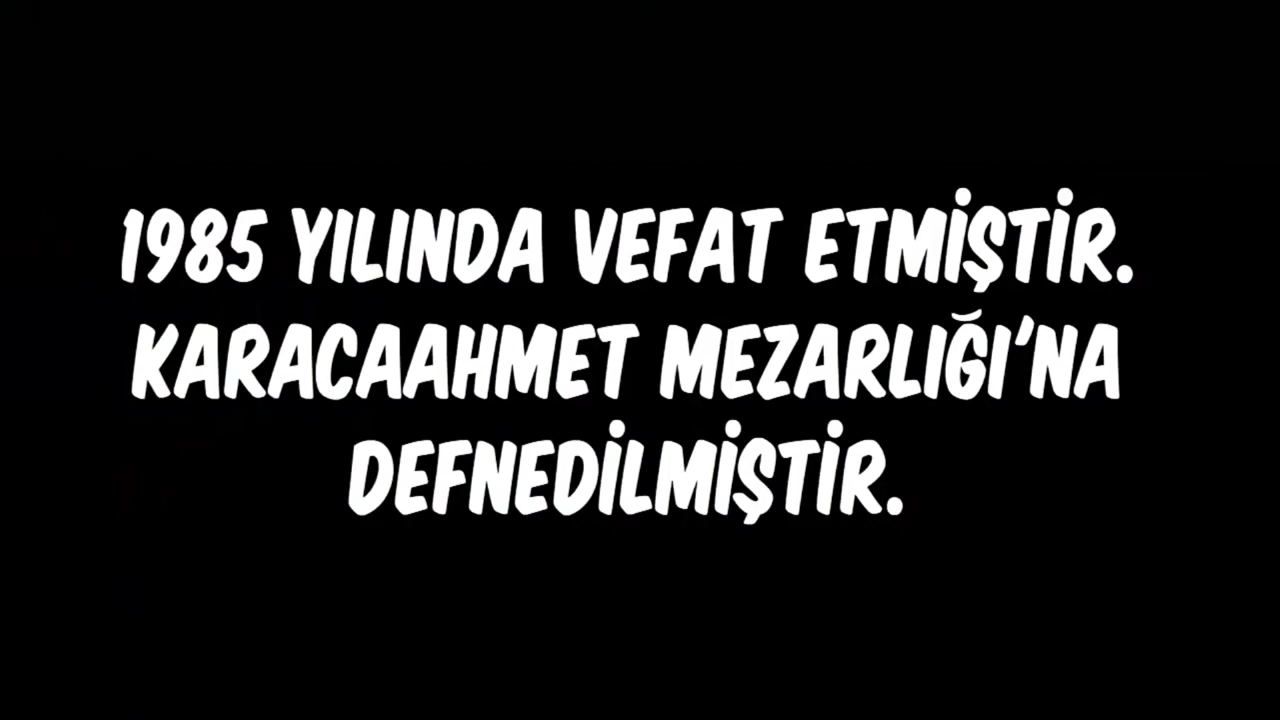 1985 YILINDA VEFAT ETMİŞTİR.
KARACAAHMET MEZARLIĞI'NA
DEFNEDİLMİŞTİR.